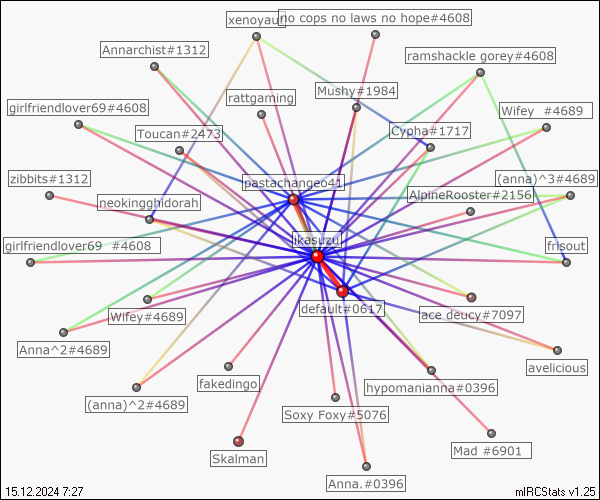 no cops no laws no hope#4608
xenoyaun
Annarchist#1312
ramshackle gorey#4608
Mushy#1984
rattgaming
girlfriendlover69#4608
Wifey #4689
Toucan#2473
Cypha#1717
zibbits#1312
pastachangeo41
(anna)^3#4689
AlpineRooster#2156
neokingghidorah
jkasuzu
girlfriendlover69 #4608
frisout
Wifey#4689
default#0617
ace deucy#7097
Anna^2#4689
avelicious
fakedingo
hypomanianna#0396
(anna)^2#4689
Soxy Foxy#5076
Skalman
Mad #6901
Anna.#0396
15.12.2024 7:27
mIRCStats v1.25